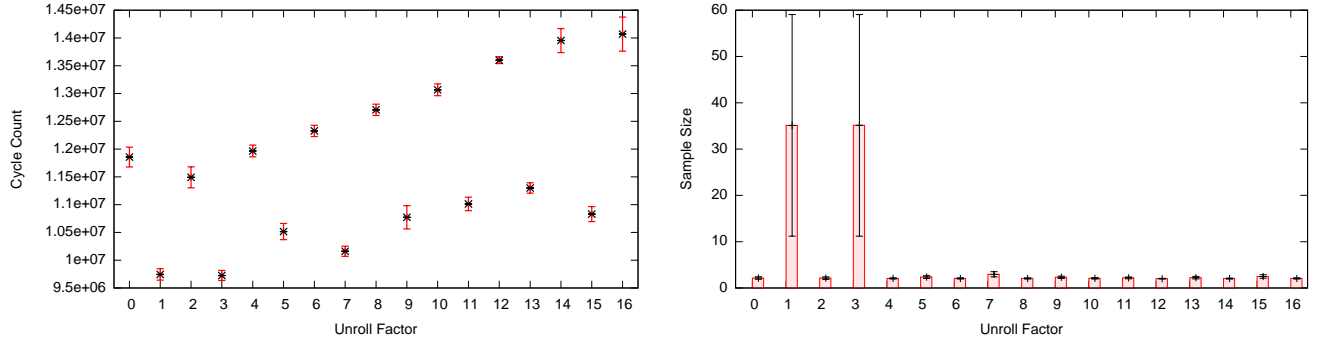 1.45e+07
1.4e+07
1.35e+07
1.3e+07
1.25e+07
1.2e+07
1.15e+07
1.1e+07
1.05e+07
1e+07
9.5e+06
Cycle Count
0 1 2 3 4 5 6 7 8 9 10 11 12 13 14 15 16
Unroll Factor
60
50
40
30
20
10
0
Sample Size
0 1 2 3 4 5 6 7 8 9 10 11 12 13 14 15 16
Unroll Factor